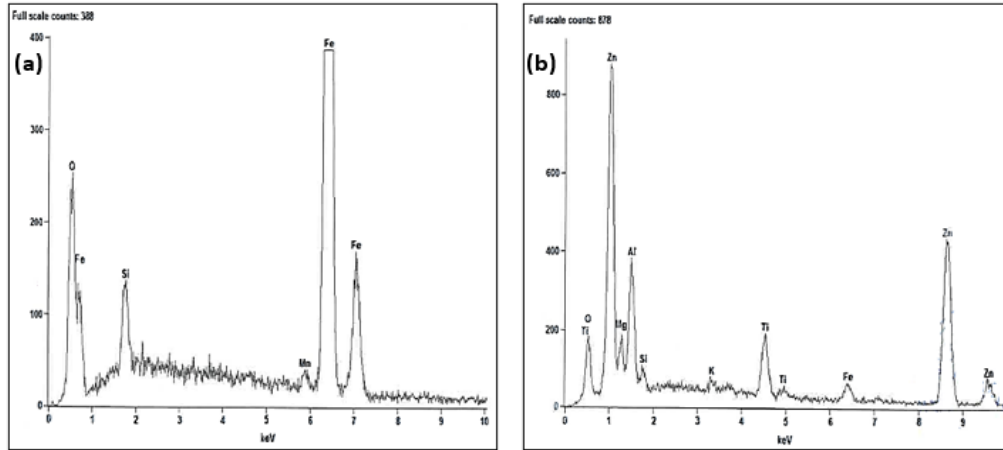 Full scale counts: 388
(a)
400
300
200
100
0
O
Fe
Si
Mn
Fe
Fe
0 1 2 3 4 5 6 7 8 9 10
keV
Full scale counts: 878
(b)
800
600
400
200
0
O
Ti
Zn
Mg
Al
Si
K
Ti
Ti
Fe
Zn
Zn
0 1 2 3 4 5 6 7 8 9
keV